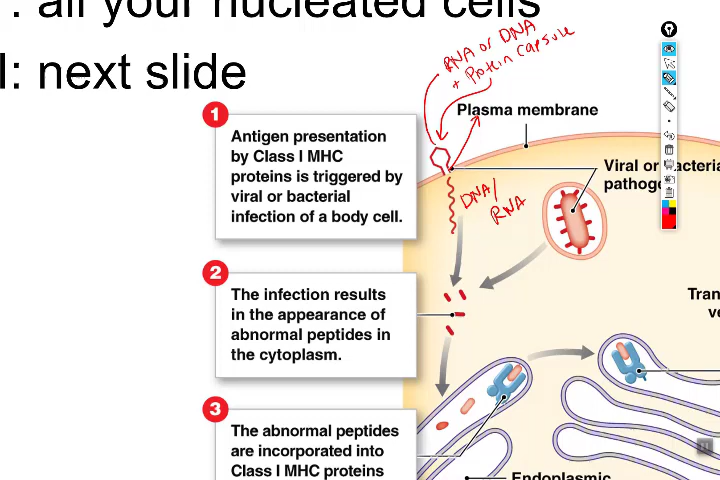 : all your nucleated cells
I: next slide
RNA or DNA
+ Protein capsule
1
Plasma membrane
Antigen presentation
by Class I MHC
proteins is triggered by
viral or bacterial
infection of a body cell.
Viral or bacteria
pathoge
DNA/
RNA
2
The infection results
in the appearance of
abnormal peptides in
the cytoplasm.
Tran
ve
3
The abnormal peptides
are incorporated into
Class I MHC proteins
Endoplasmic